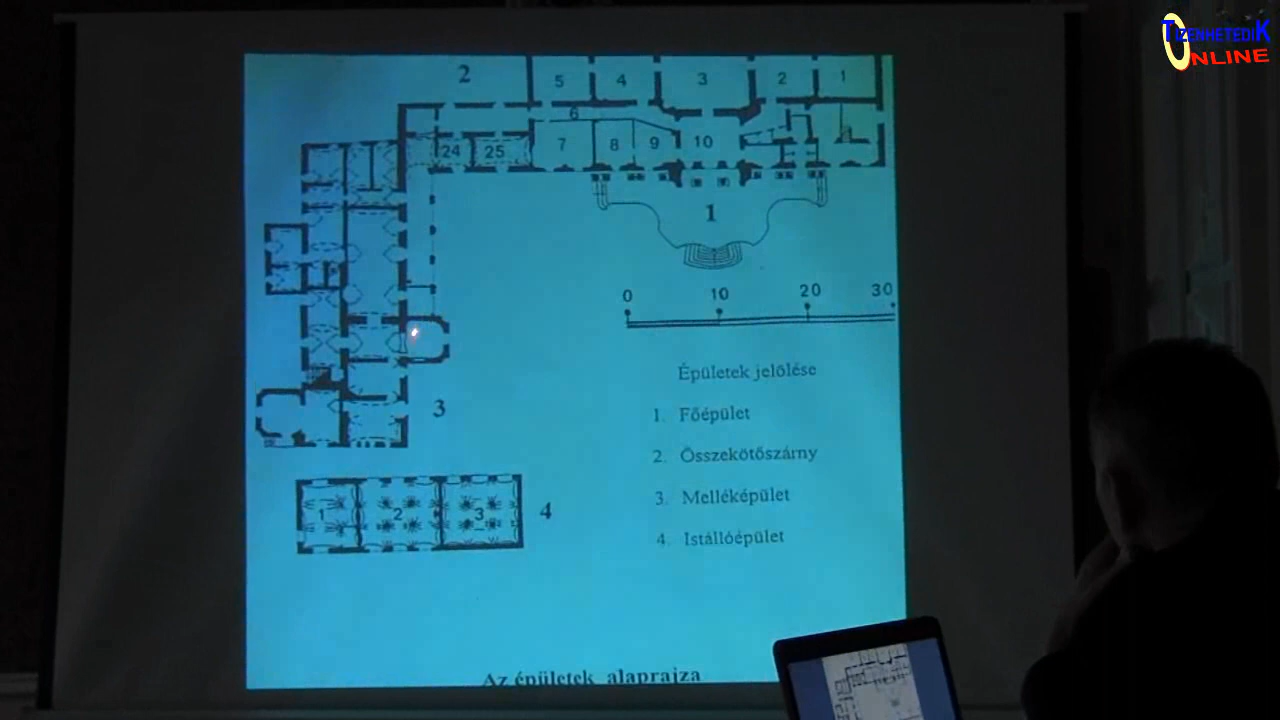 TIZENHETEDIK
ONLINE
2 5 4 3 2 1
6
24 25 7 8 9 10
1
0 10 20 30
Épületek jelölése
1. Főépület
3
2. Összekötőszárny
3. Melléképület
1 2 3 4
4. Istállóépület
Az épületek alaprajza